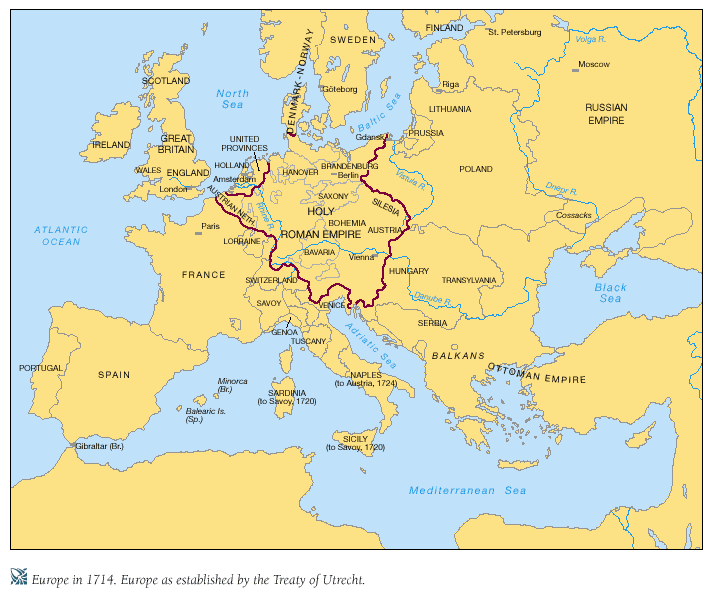 FINLAND
SWEDEN
St. Petersburg
Volga R.
DENMARK-NORWAY
Moscow
SCOTLAND
Göteborg
Riga
North
Sea
Baltic Sea
LITHUANIA
RUSSIAN
EMPIRE
IRELAND
GREAT
BRITAIN
UNITED
PROVINCES
Gdansk
PRUSSIA
WALES
ENGLAND
HOLLAND
HANOVER
BRANDENBURG
Berlin
POLAND
London
Amsterdam
Vistula R.
Dnepr R.
AUSTRIAN NETH.
SAXONY
SILESIA
Rhine R.
HOLY
ROMAN EMPIRE
BOHEMIA
AUSTRIA
Cossacks
ATLANTIC
OCEAN
Paris
LORRAINE
BAVARIA
Vienna
FRANCE
SWITZERLAND
HUNGARY
TRANSYLVANIA
Black
Sea
SAVOY
VENICE
Danube R.
GENOA
TUSCANY
SERBIA
Adriatic Sea
BALKANS
OTTOMAN EMPIRE
PORTUGAL
SPAIN
Minorca
(Br.)
Balearic Is.
(Sp.)
SARDINIA
(to Savoy, 1720)
NAPLES
(to Austria, 1724)
Gibraltar (Br.)
SICILY
(to Savoy, 1720)
Mediterranean Sea
Europe in 1714. Europe as established by the Treaty of Utrecht.